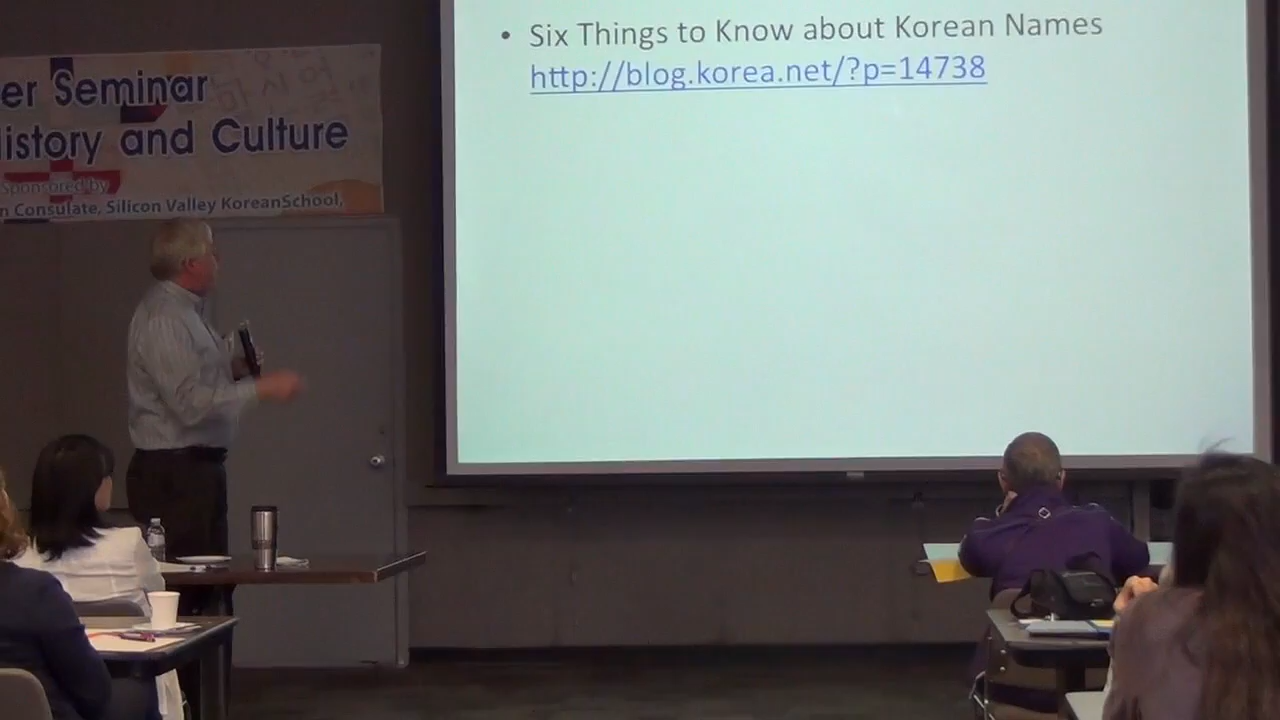 er Seminar
istory and Culture
Sponsored by
n Consulate, Silicon Valley KoreanSchool,
• Six Things to Know about Korean Names
http://blog.korea.net/?p=14738